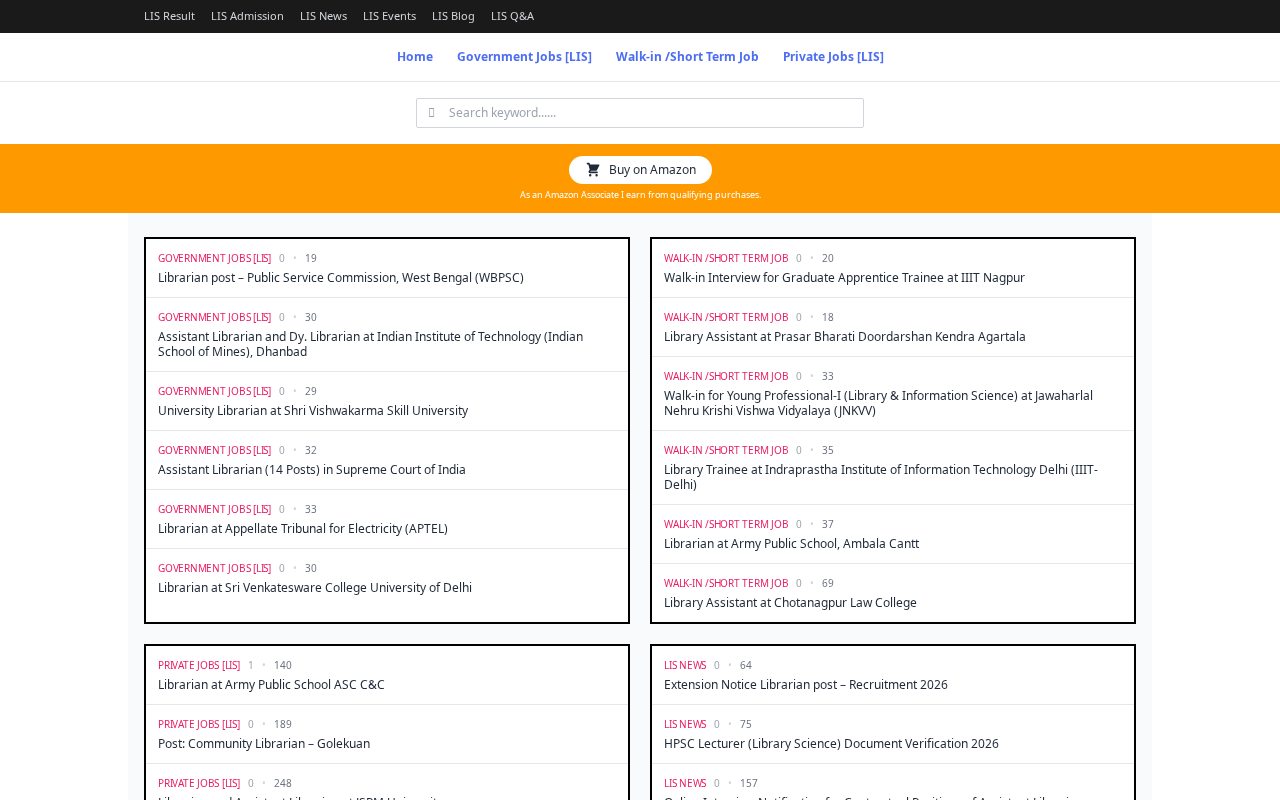 LIS Result LIS Admission LIS News LIS Events LIS Blog LIS Q&A
Home Government Jobs [LIS] Walk-in /Short Term Job Private Jobs [LIS]
Search keyword......
Buy on Amazon
As an Amazon Associate I earn from qualifying purchases.
GOVERNMENT JOBS [LIS] 0 • 19
Librarian post – Public Service Commission, West Bengal (WBPSC)
GOVERNMENT JOBS [LIS] 0 • 30
Assistant Librarian and Dy. Librarian at Indian Institute of Technology (Indian
School of Mines), Dhanbad
GOVERNMENT JOBS [LIS] 0 • 29
University Librarian at Shri Vishwakarma Skill University
GOVERNMENT JOBS [LIS] 0 • 32
Assistant Librarian (14 Posts) in Supreme Court of India
GOVERNMENT JOBS [LIS] 0 • 33
Librarian at Appellate Tribunal for Electricity (APTEL)
GOVERNMENT JOBS [LIS] 0 • 30
Librarian at Sri Venkatesware College University of Delhi
WALK-IN /SHORT TERM JOB 0 • 20
Walk-in Interview for Graduate Apprentice Trainee at IIIT Nagpur
WALK-IN /SHORT TERM JOB 0 • 18
Library Assistant at Prasar Bharati Doordarshan Kendra Agartala
WALK-IN /SHORT TERM JOB 0 • 33
Walk-in for Young Professional-I (Library & Information Science) at Jawaharlal
Nehru Krishi Vishwa Vidyalaya (JNKVV)
WALK-IN /SHORT TERM JOB 0 • 35
Library Trainee at Indraprastha Institute of Information Technology Delhi (IIIT-
Delhi)
WALK-IN /SHORT TERM JOB 0 • 37
Librarian at Army Public School, Ambala Cantt
WALK-IN /SHORT TERM JOB 0 • 69
Library Assistant at Chotanagpur Law College
PRIVATE JOBS [LIS] 1 • 140
Librarian at Army Public School ASC C&C
PRIVATE JOBS [LIS] 0 • 189
Post: Community Librarian – Golekuan
PRIVATE JOBS [LIS] 0 • 248
LIS NEWS 0 • 64
Extension Notice Librarian post – Recruitment 2026
LIS NEWS 0 • 75
HPSC Lecturer (Library Science) Document Verification 2026
LIS NEWS 0 • 157